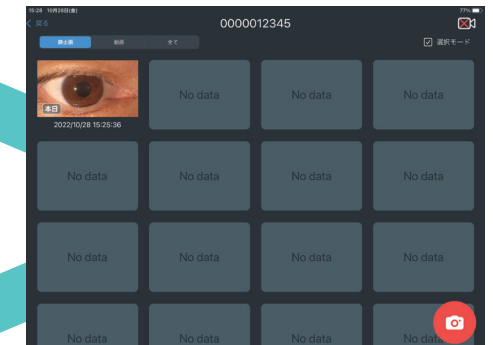 15:28 10月28日(金)
77%
< 戻る
0000012345
静止画 動画 全て
選択モード
本日
No data No data No data
2022/10/28 15:25:36
No data No data No data No data
No data No data No data No data
No data No data No data No data